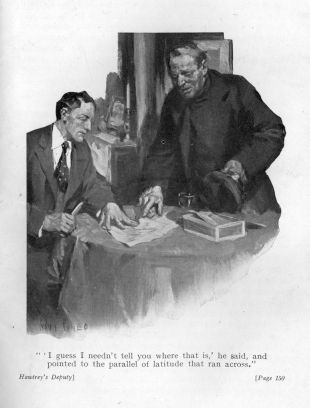 "'I guess I needn't tell you where that is,' he said, and
pointed to the parallel of latitude that ran across."
Hawtrey's Deputy] [Page 150